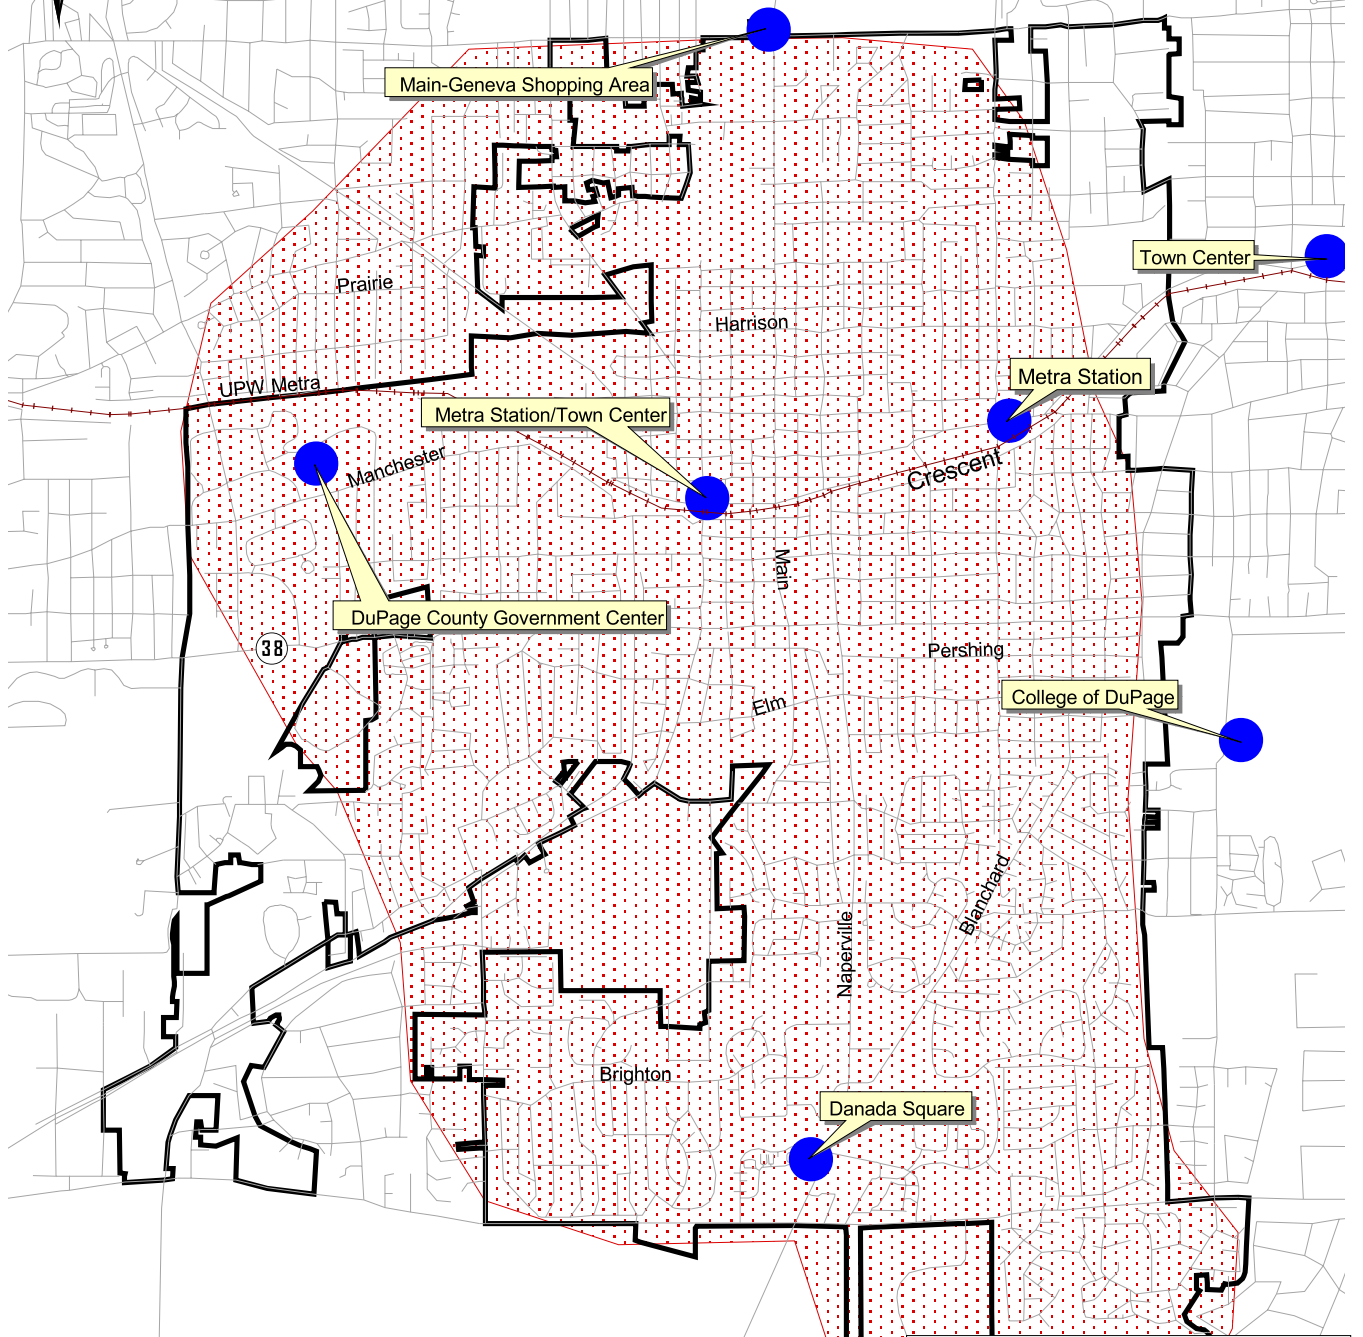 Main-Geneva Shopping Area
Town Center
Prairie
Harrison
UPW Metra
Metra Station
Metra Station/Town Center
Manchester
Crescent
Main
DuPage County Government Center
38
Pershing
College of DuPage
Elm
Blanchard
Naperville
Brighton
Danada Square